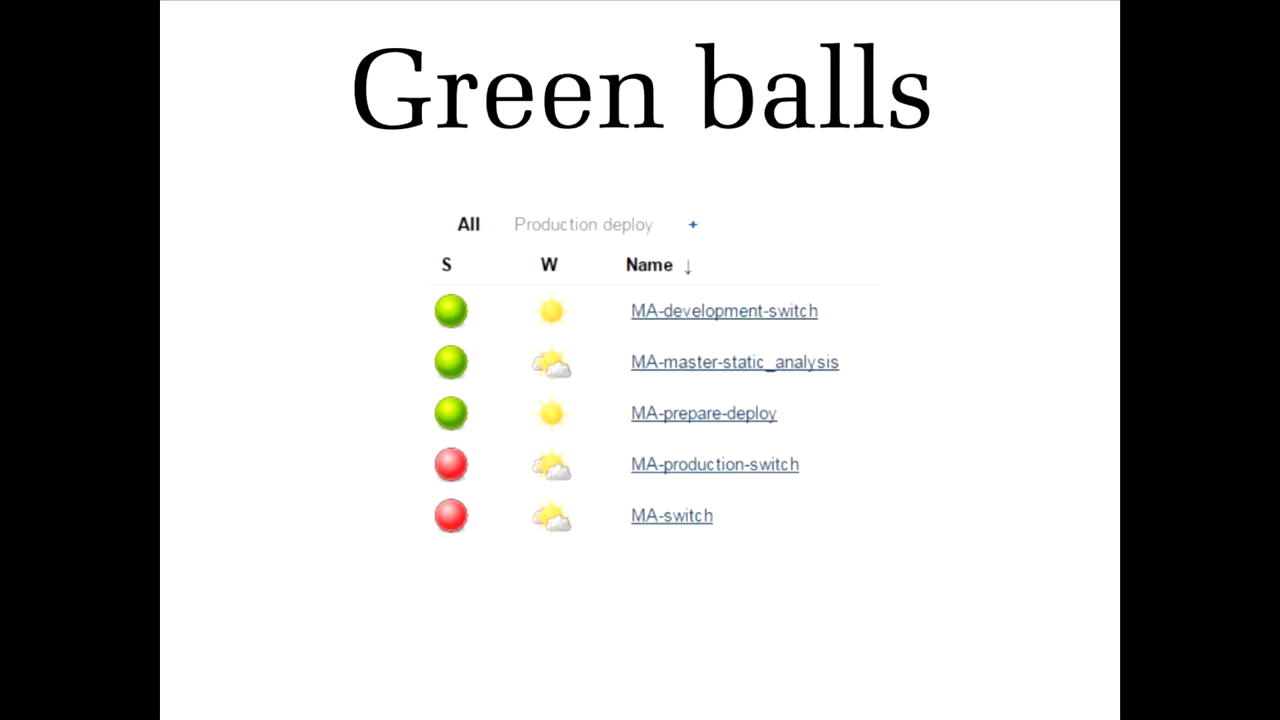 Green balls
All Production deploy +
S W Name ↓
MA-development-switch
MA-master-static_analysis
MA-prepare-deploy
MA-production-switch
MA-switch